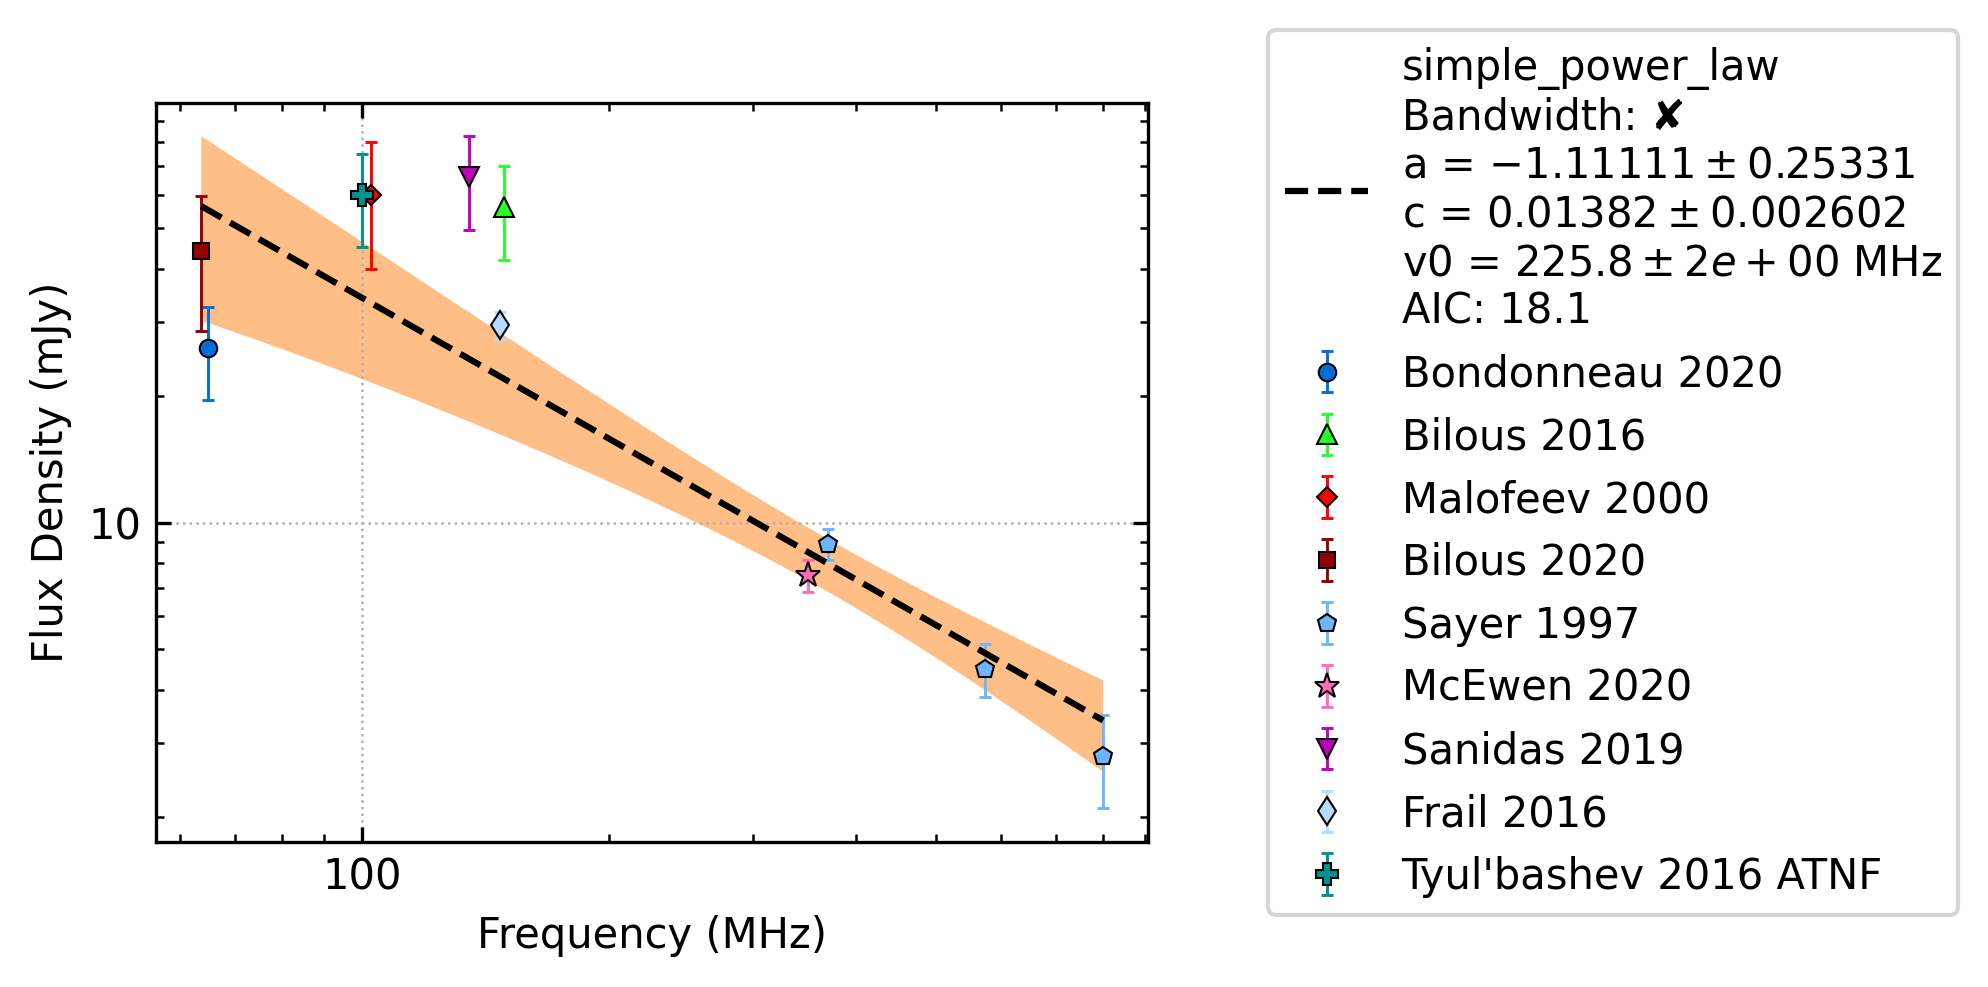 simple_power_law
Bandwidth: ✘
a = −1.11111 ± 0.25331
c = 0.01382 ± 0.002602
v0 = 225.8 ± 2e + 00 MHz
AIC: 18.1
Bondonneau 2020
Bilous 2016
Malofeev 2000
Bilous 2020
Sayer 1997
McEwen 2020
Sanidas 2019
Frail 2016
Tyul'bashev 2016 ATNF
Flux Density (mJy)
10
100
Frequency (MHz)